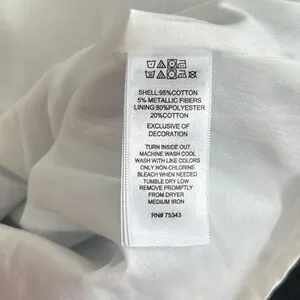 SHELL:95%COTTON
5% METALLIC FIBERS
LINING:80%POLYESTER
20%COTTON
EXCLUSIVE OF
DECORATION
TURN INSIDE OUT
MACHINE WASH COOL
WASH WITH LIKE COLORS
ONLY NON-CHLORINE
BLEACH WHEN NEEDED
TUMBLE DRY LOW
REMOVE PROMPTLY
FROM DRYER
MEDIUM IRON
RN# 75343